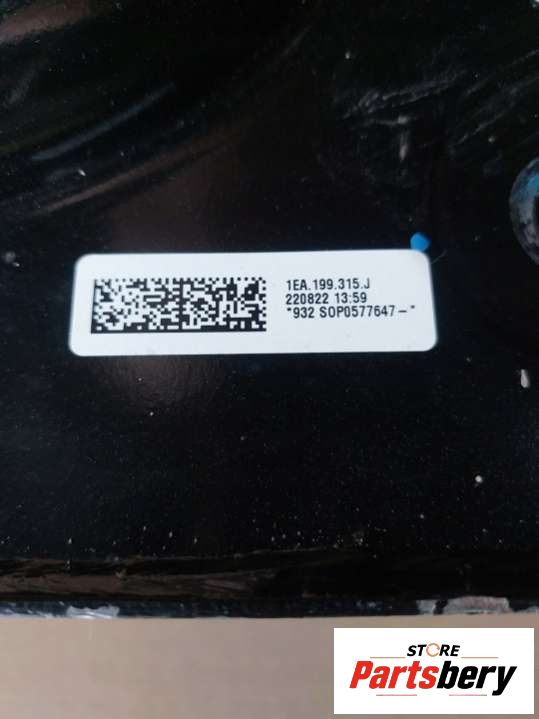 1EA.199.315.J
220822 13:59
*932 SOP0577647-*
STORE
Partsbery